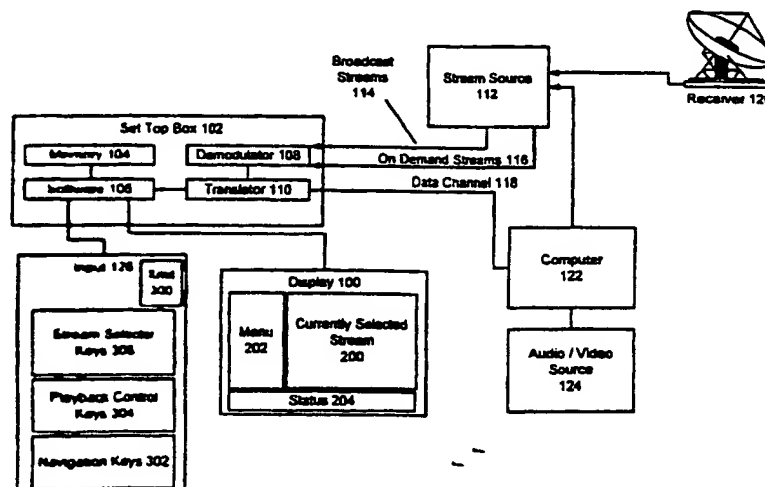 Broadcast
Streams
114
Stream Source
112
Receiver 12
Set Top Box 102
Memory 104
Demodulator 108
On Demand Streams 116
Software 106
Translator 110
Data Channel 118
Input 126
300
Display 100
Computer
122
Stream Selector
Keys 306
Menu
202
Currently Selected
Stream
200
Audio / Video
Source
124
Playback Control
Keys 304
Status 204
Navigation Keys 302